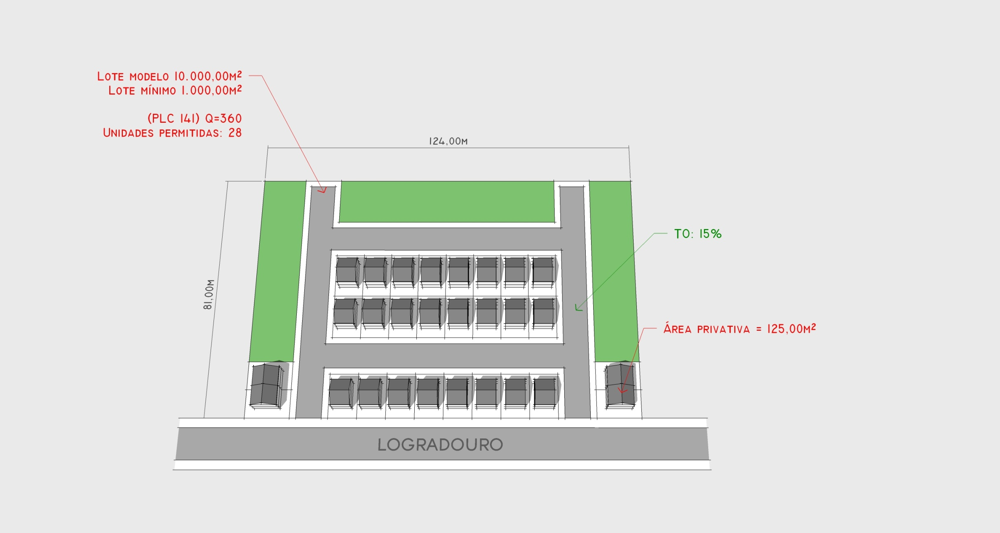 Lote modelo 10.000,00m²
Lote mínimo 1.000,00m²
(PLC 141) Q=360
Unidades permitidas: 28
124,00m
81,00m
TO: 15%
Área privativa = 125,00m²
LOGRADOURO